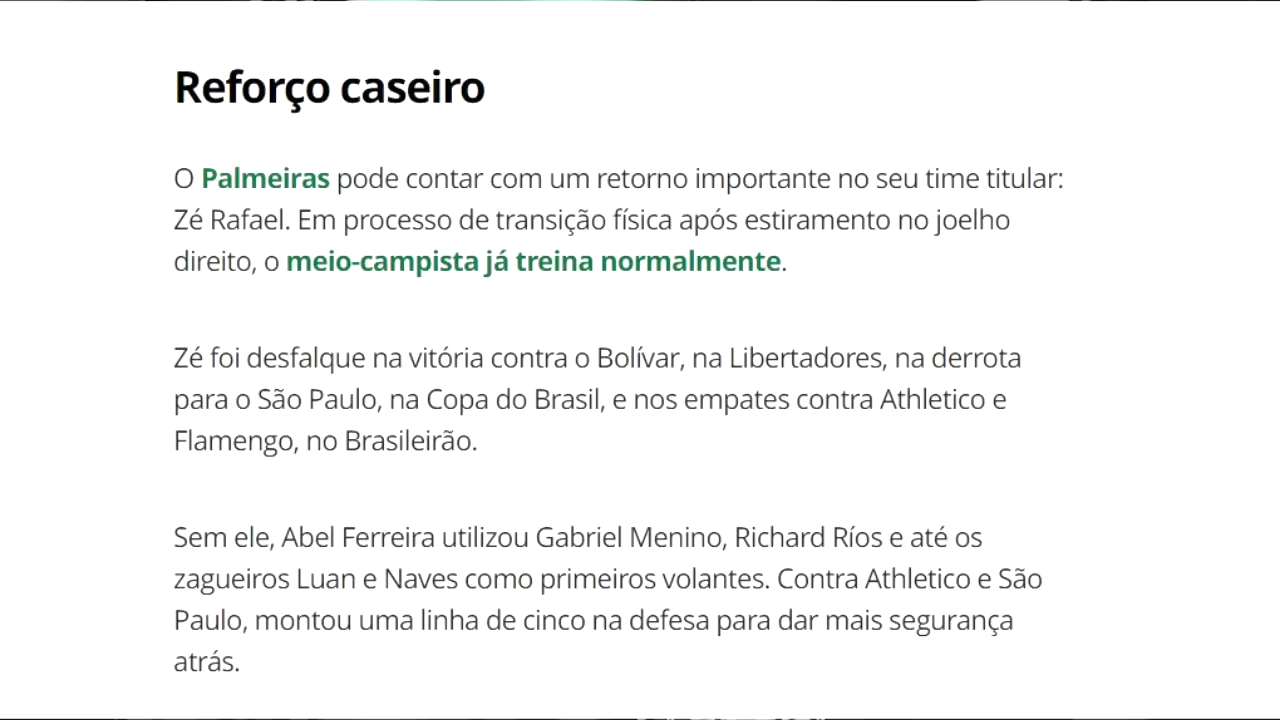 Reforço caseiro
O Palmeiras pode contar com um retorno importante no seu time titular:
Zé Rafael. Em processo de transição física após estiramento no joelho
direito, o meio-campista já treina normalmente.
Zé foi desfalque na vitória contra o Bolívar, na Libertadores, na derrota
para o São Paulo, na Copa do Brasil, e nos empates contra Athletico e
Flamengo, no Brasileirão.
Sem ele, Abel Ferreira utilizou Gabriel Menino, Richard Ríos e até os
zagueiros Luan e Naves como primeiros volantes. Contra Athletico e São
Paulo, montou uma linha de cinco na defesa para dar mais segurança
atrás.